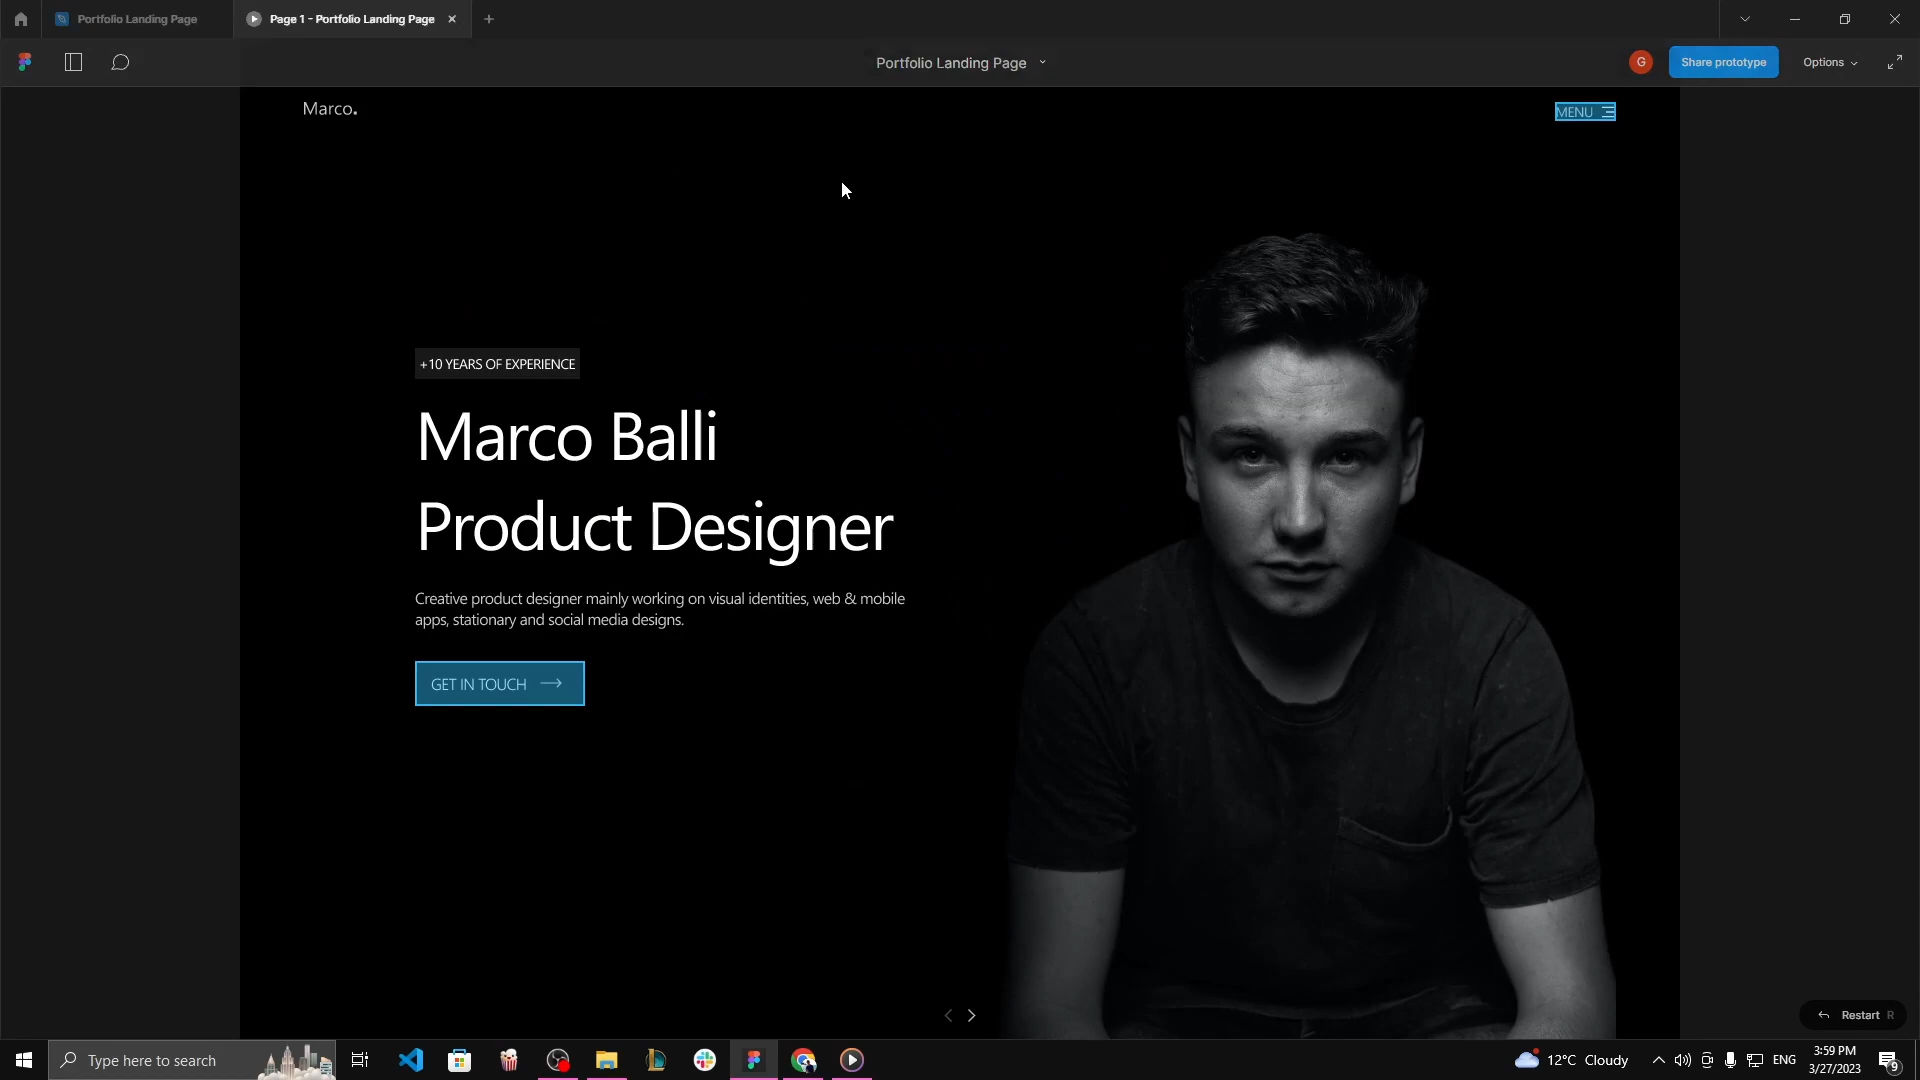 Portfolio Landing Page
Page 1 - Portfolio Landing Page
Portfolio Landing Page
G
Share prototype
Options
Marco.
MENU
+10 YEARS OF EXPERIENCE
Marco Balli
Product Designer
Creative product designer mainly working on visual identities, web & mobile
apps, stationary and social media designs.
GET IN TOUCH
Restart R
Type here to search
12°C Cloudy
ENG
3:59 PM
3/27/2023
9